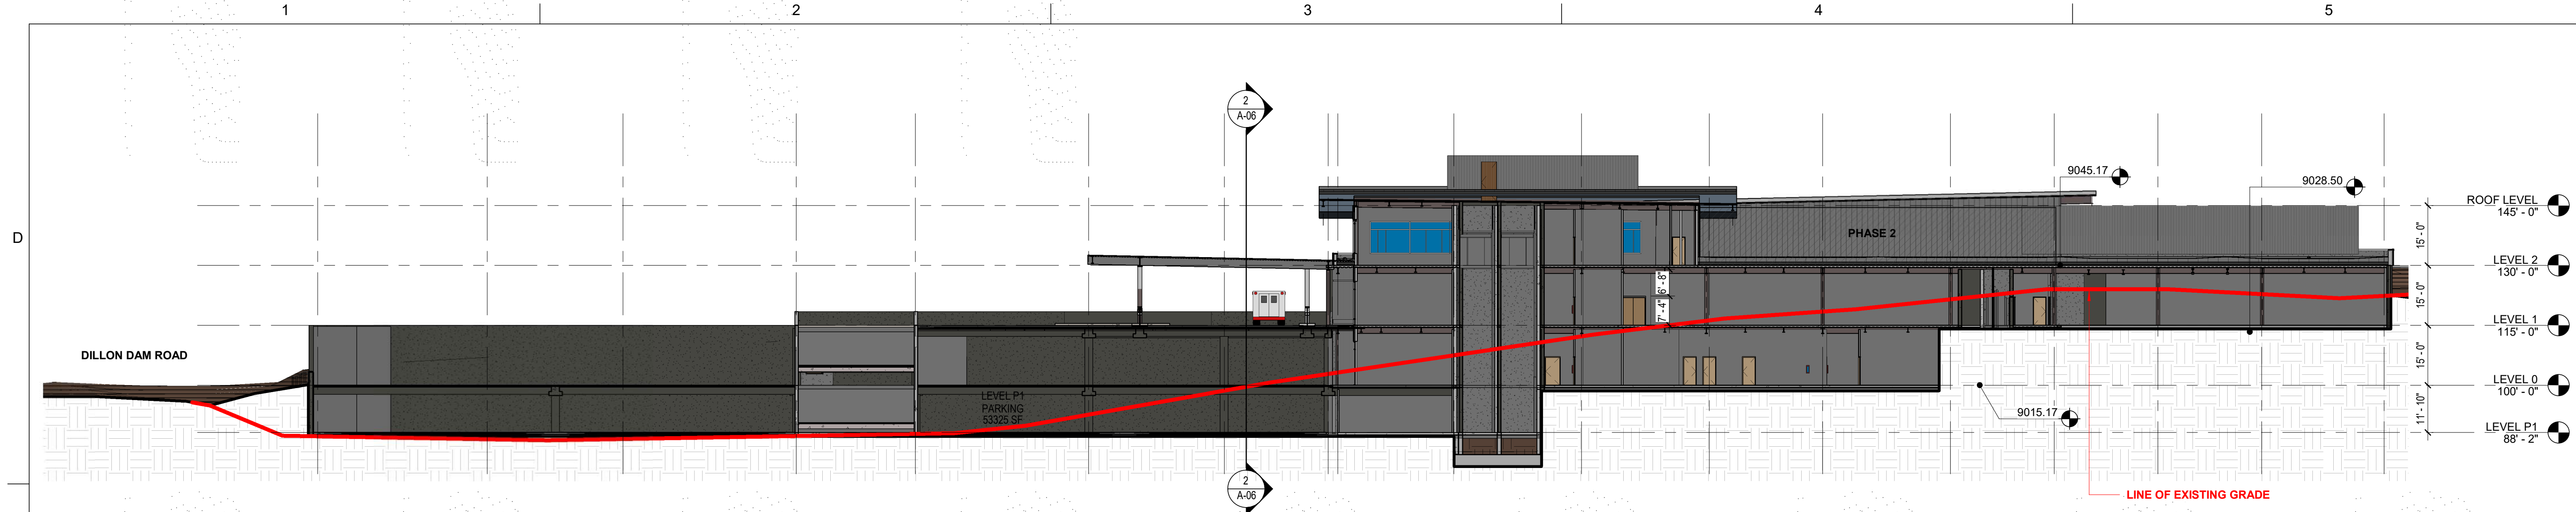 1
2
3
4
5
D
2
A-06
9045.17
9028.50
ROOF LEVEL
145' - 0"
15' - 0"
PHASE 2
LEVEL 2
130' - 0"
6' - 8"
7' - 4"
15' - 0"
LEVEL 1
115' - 0"
DILLON DAM ROAD
15' - 0"
LEVEL 0
100' - 0"
LEVEL P1
PARKING
53325 SF
9015.17
11' - 10"
LEVEL P1
88' - 2"
2
A-06
LINE OF EXISTING GRADE